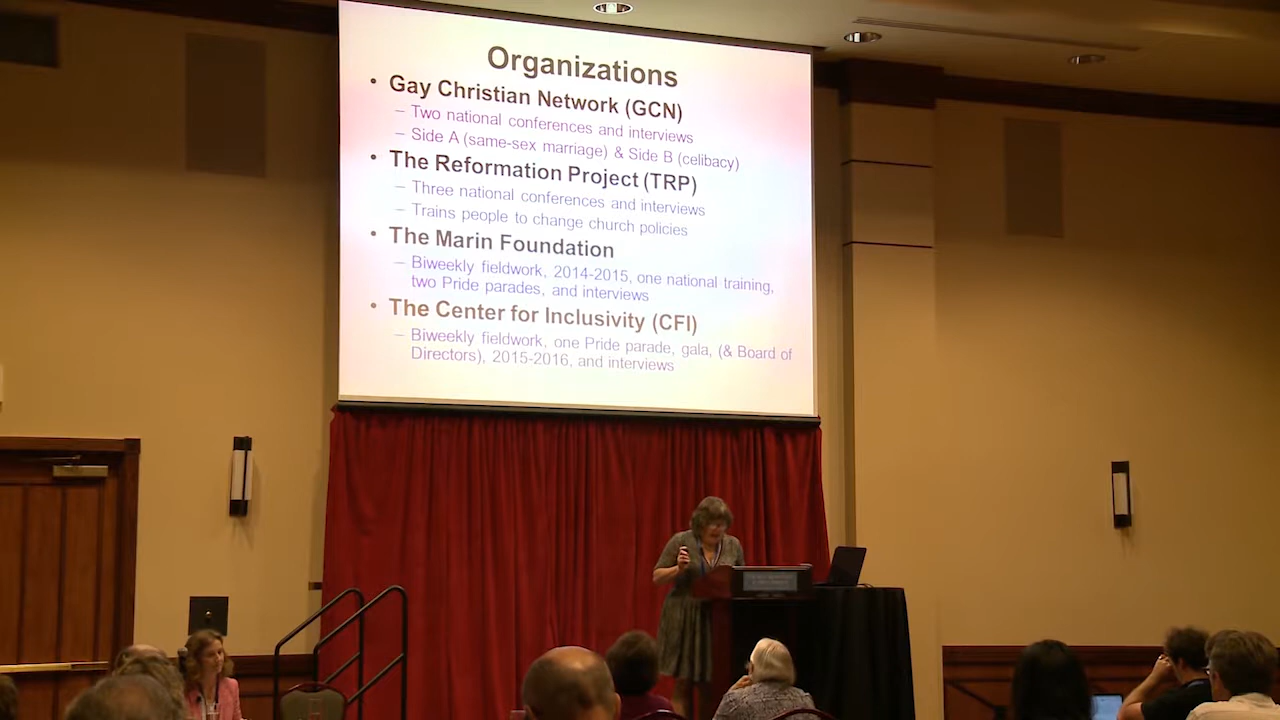 Organizations
• Gay Christian Network (GCN)
– Two national conferences and interviews
– Side A (same-sex marriage) & Side B (celibacy)
• The Reformation Project (TRP)
– Three national conferences and interviews
– Trains people to change church policies
• The Marin Foundation
– Biweekly fieldwork, 2014-2015, one national training,
two Pride parades, and interviews
• The Center for Inclusivity (CFI)
– Biweekly fieldwork, one Pride parade, gala, (& Board of
Directors), 2015-2016, and interviews